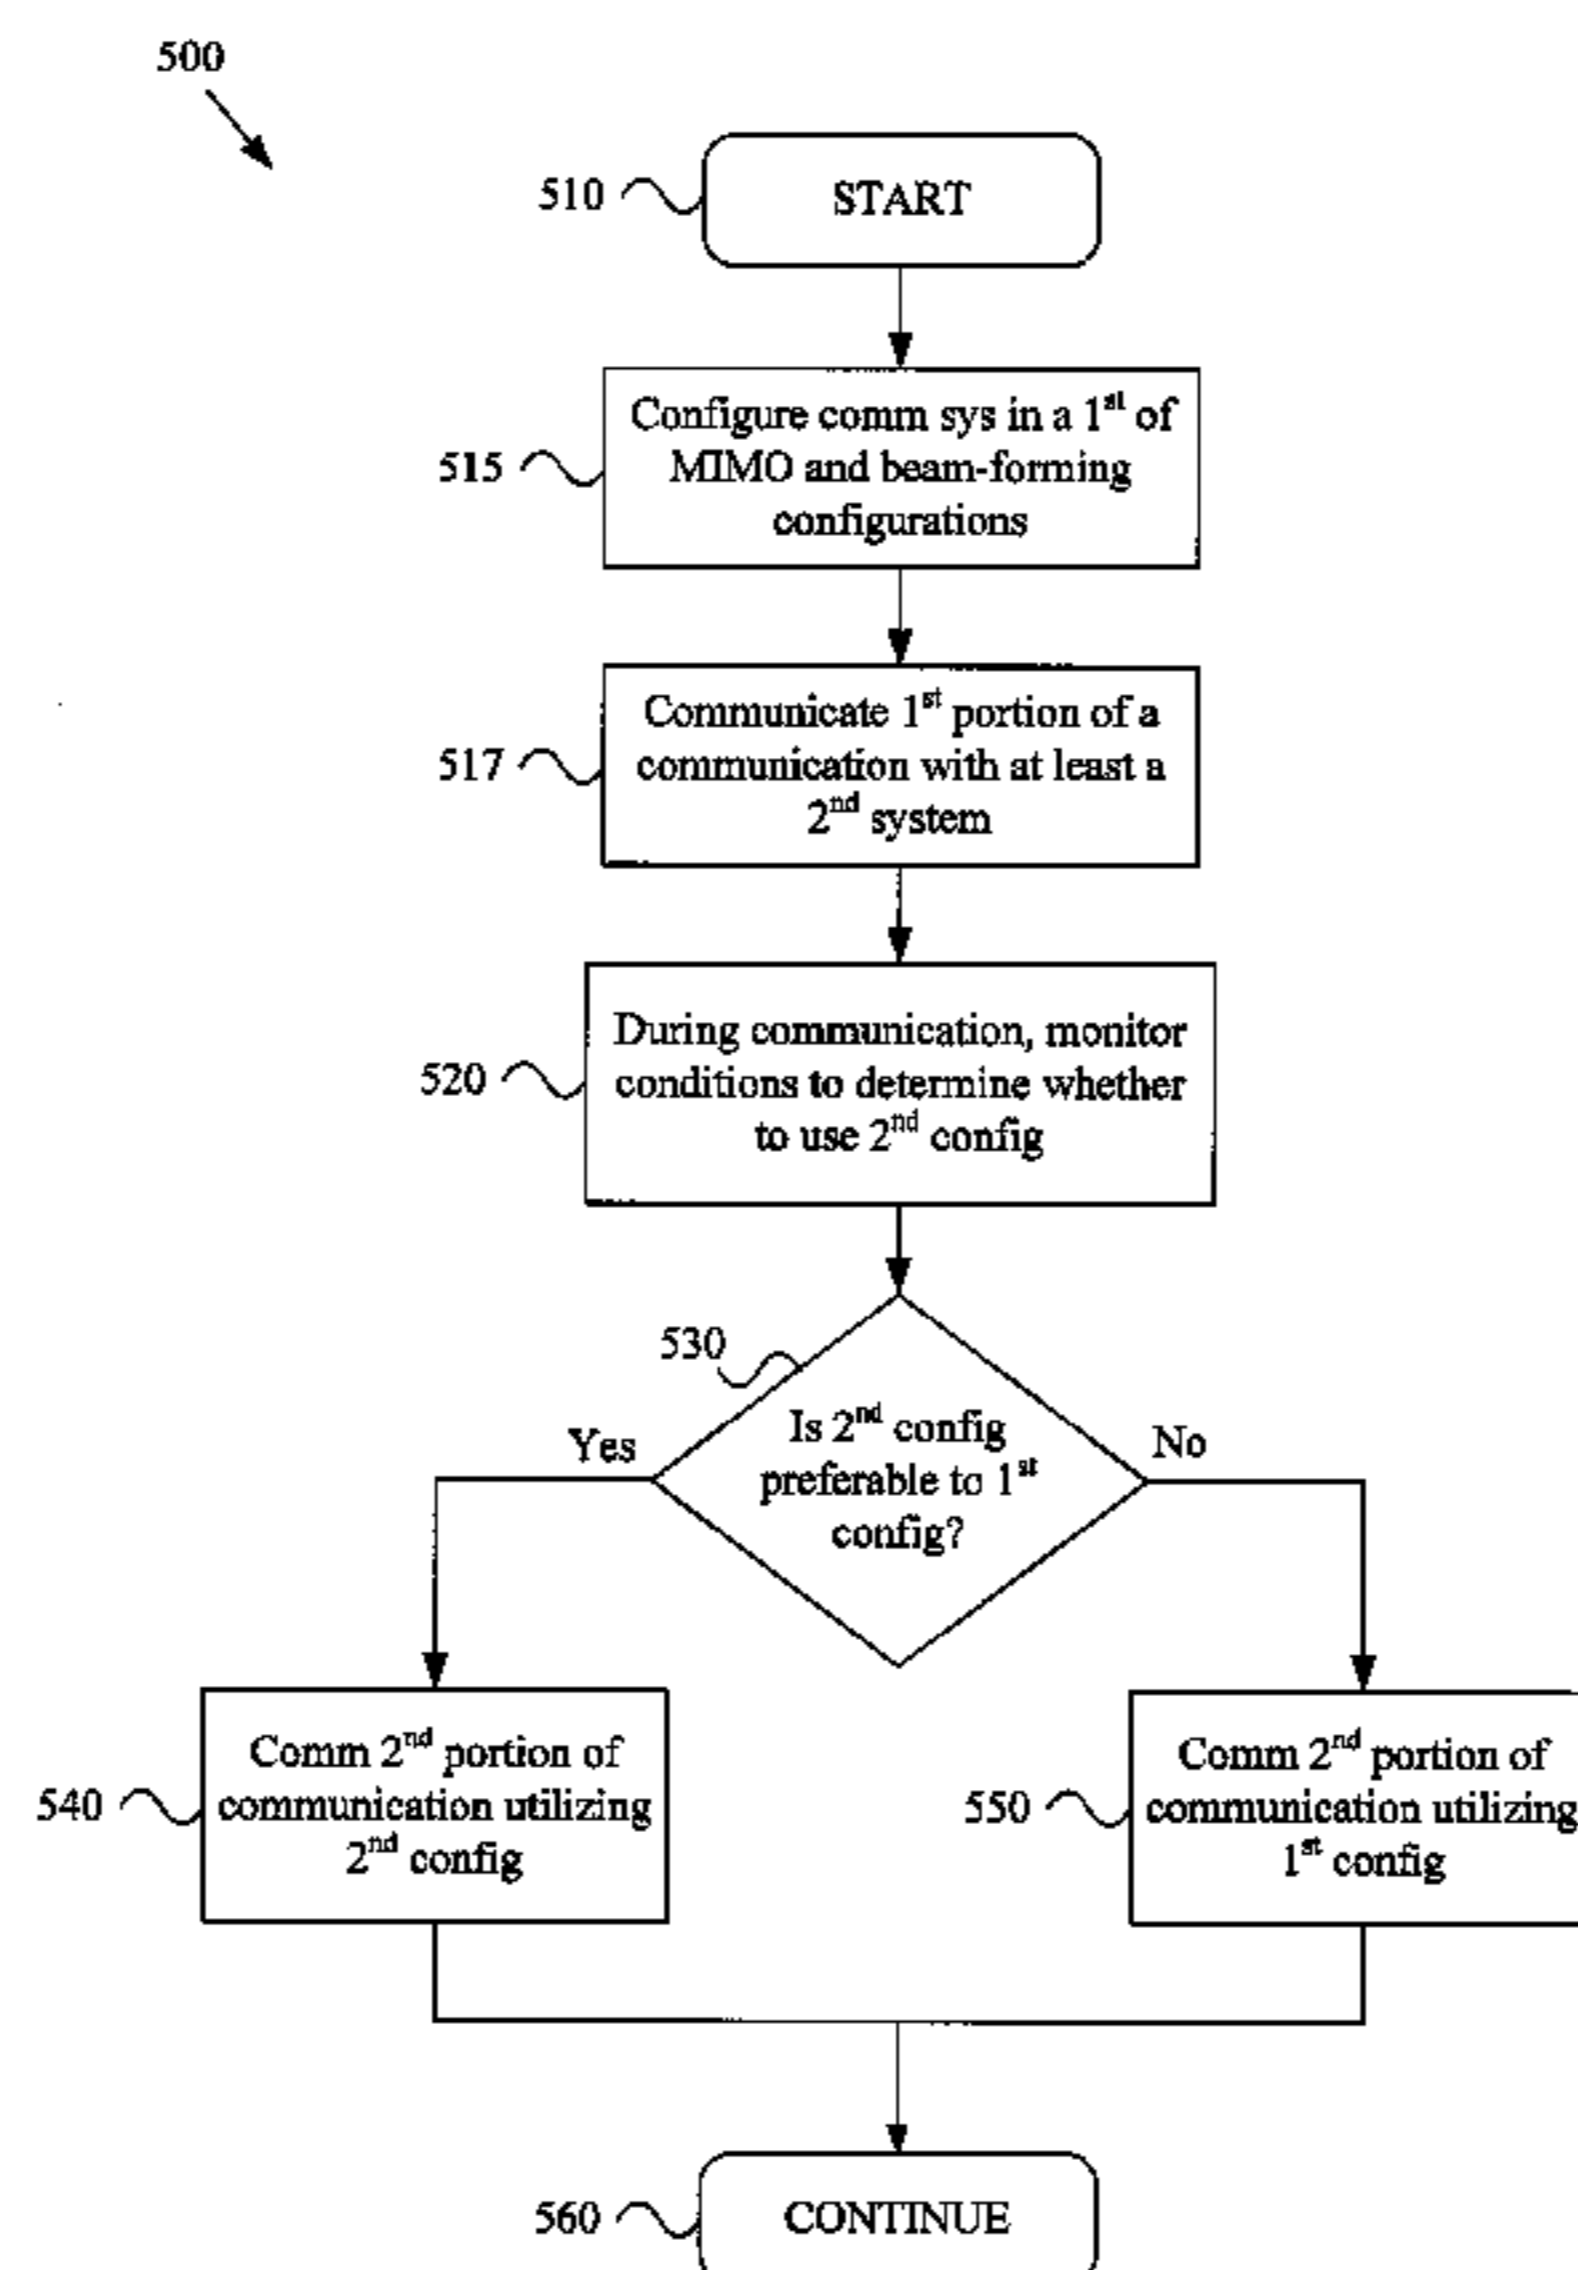 500
510
START
515
Configure comm sys in a 1st of
MIMO and beam-forming
configurations
517
Communicate 1st portion of a
communication with at least a
2nd system
520
During communication, monitor
conditions to determine whether
to use 2nd config
530
Is 2nd config
preferable to 1st
config?
Yes
No
540
Comm 2nd portion of
communication utilizing
2nd config
550
Comm 2nd portion of
communication utilizing
1st config
560
CONTINUE